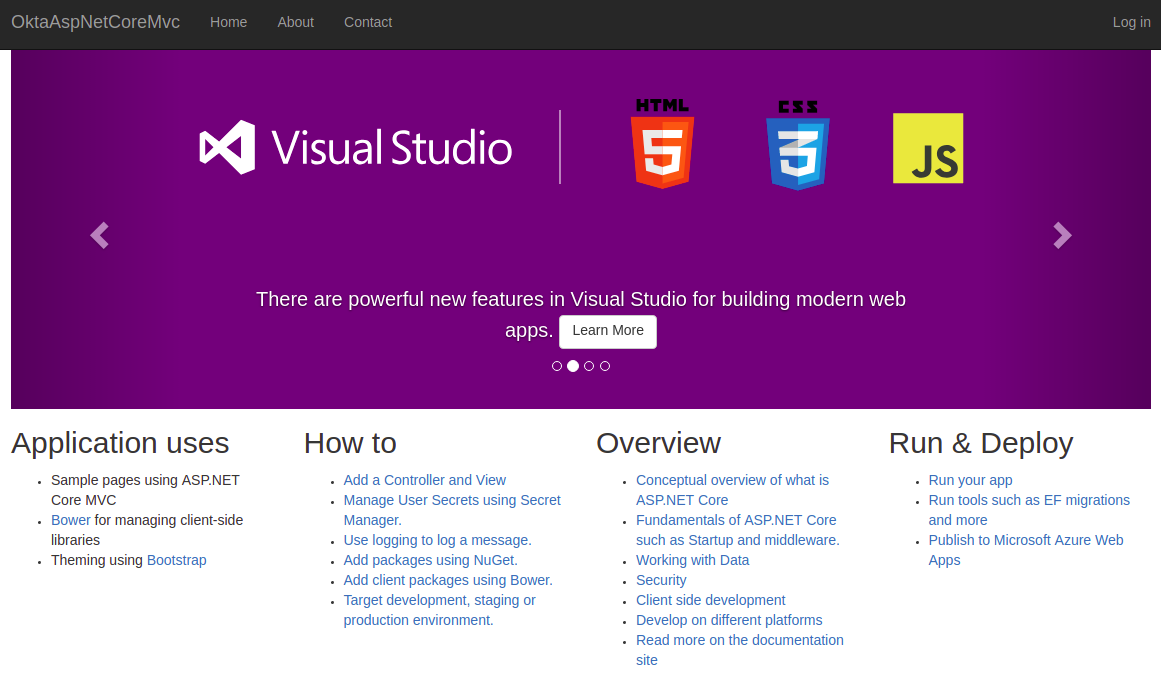 OktaAspNetCoreMvc Home About Contact Log in
HTML CSS
Visual Studio 5 3 JS
There are powerful new features in Visual Studio for building modern web
apps. Learn More
Application uses
Sample pages using ASP.NET
Core MVC
Bower for managing client-side
libraries
Theming using Bootstrap
How to
Add a Controller and View
Manage User Secrets using Secret
Manager.
Use logging to log a message.
Add packages using NuGet.
Add client packages using Bower.
Target development, staging or
production environment.
Overview
Conceptual overview of what is
ASP.NET Core
Fundamentals of ASP.NET Core
such as Startup and middleware.
Working with Data
Security
Client side development
Develop on different platforms
Read more on the documentation
site
Run & Deploy
Run your app
Run tools such as EF migrations
and more
Publish to Microsoft Azure Web
Apps